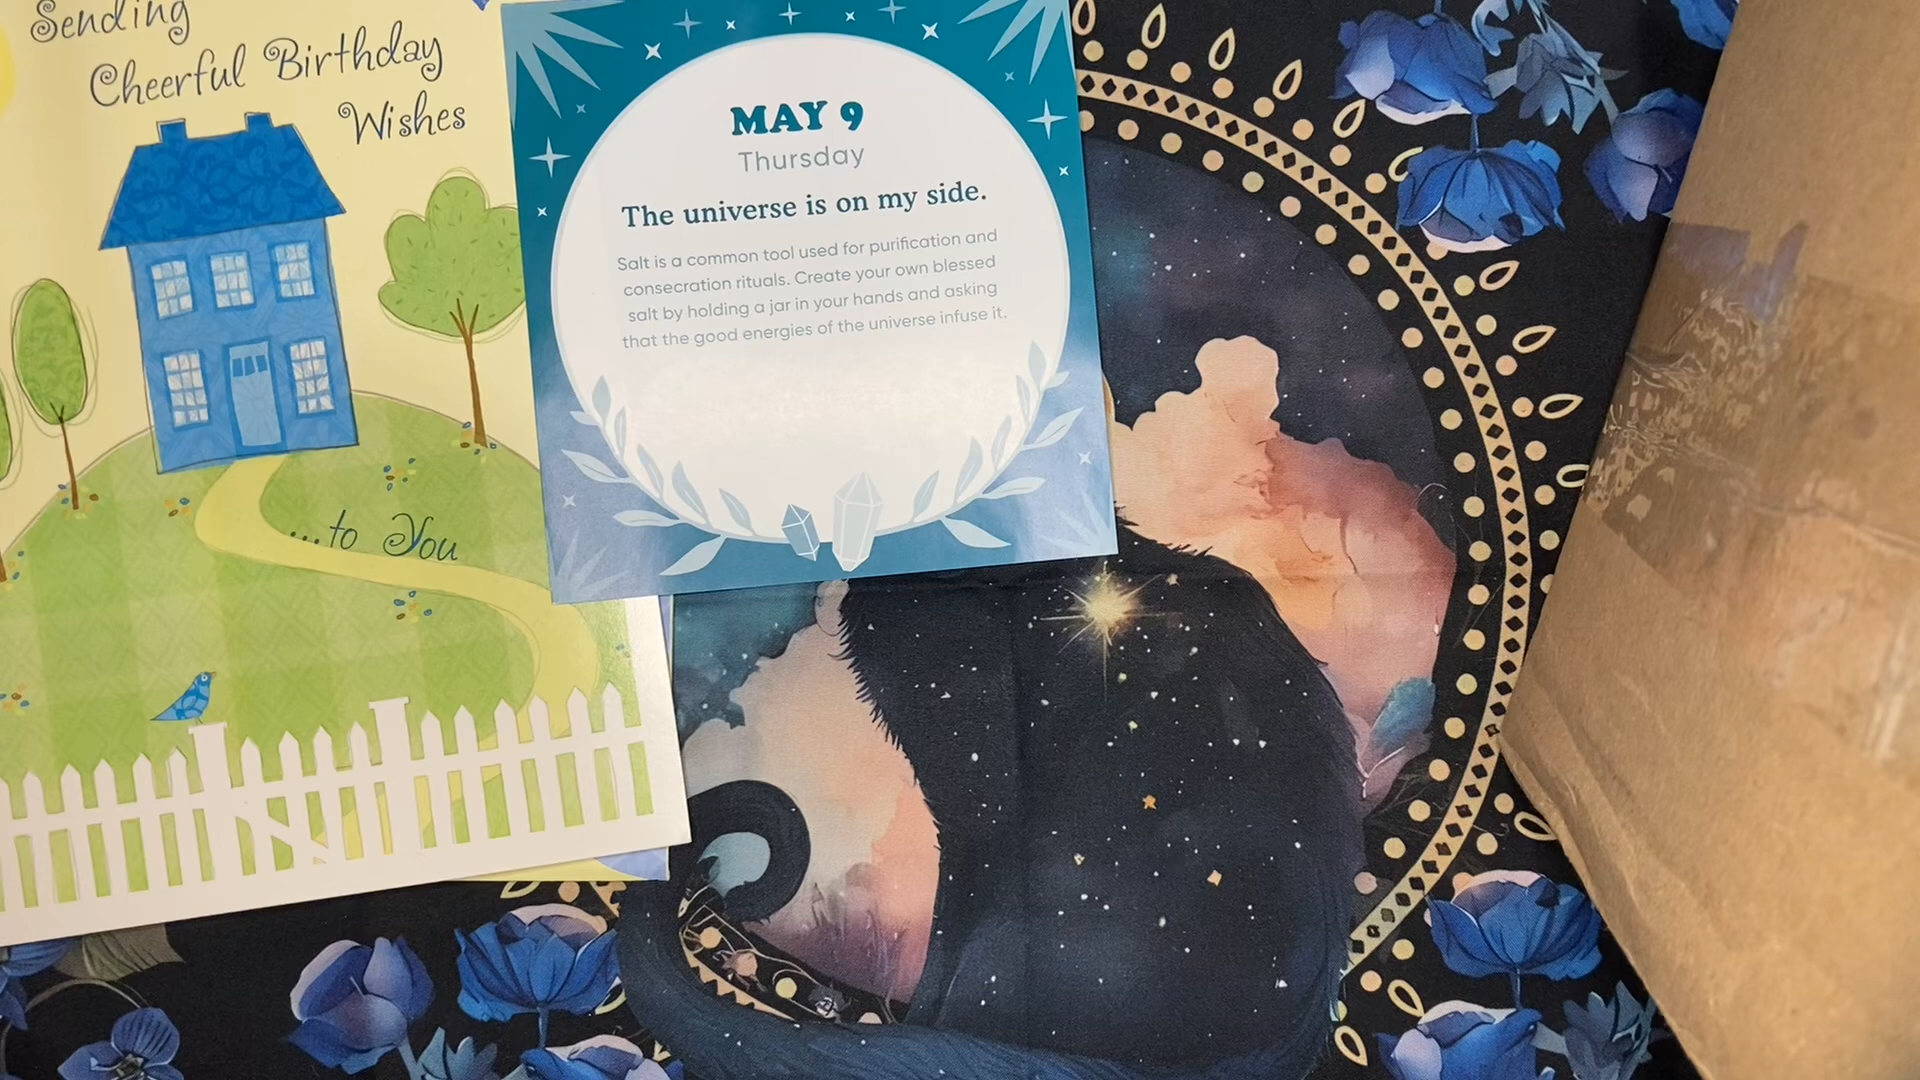 Sending
Cheerful Birthday
Wishes
...to You
MAY 9
Thursday
The universe is on my side.
Salt is a common tool used for purification and
consecration rituals. Create your own blessed
salt by holding a jar in your hands and asking
that the good energies of the universe infuse it.